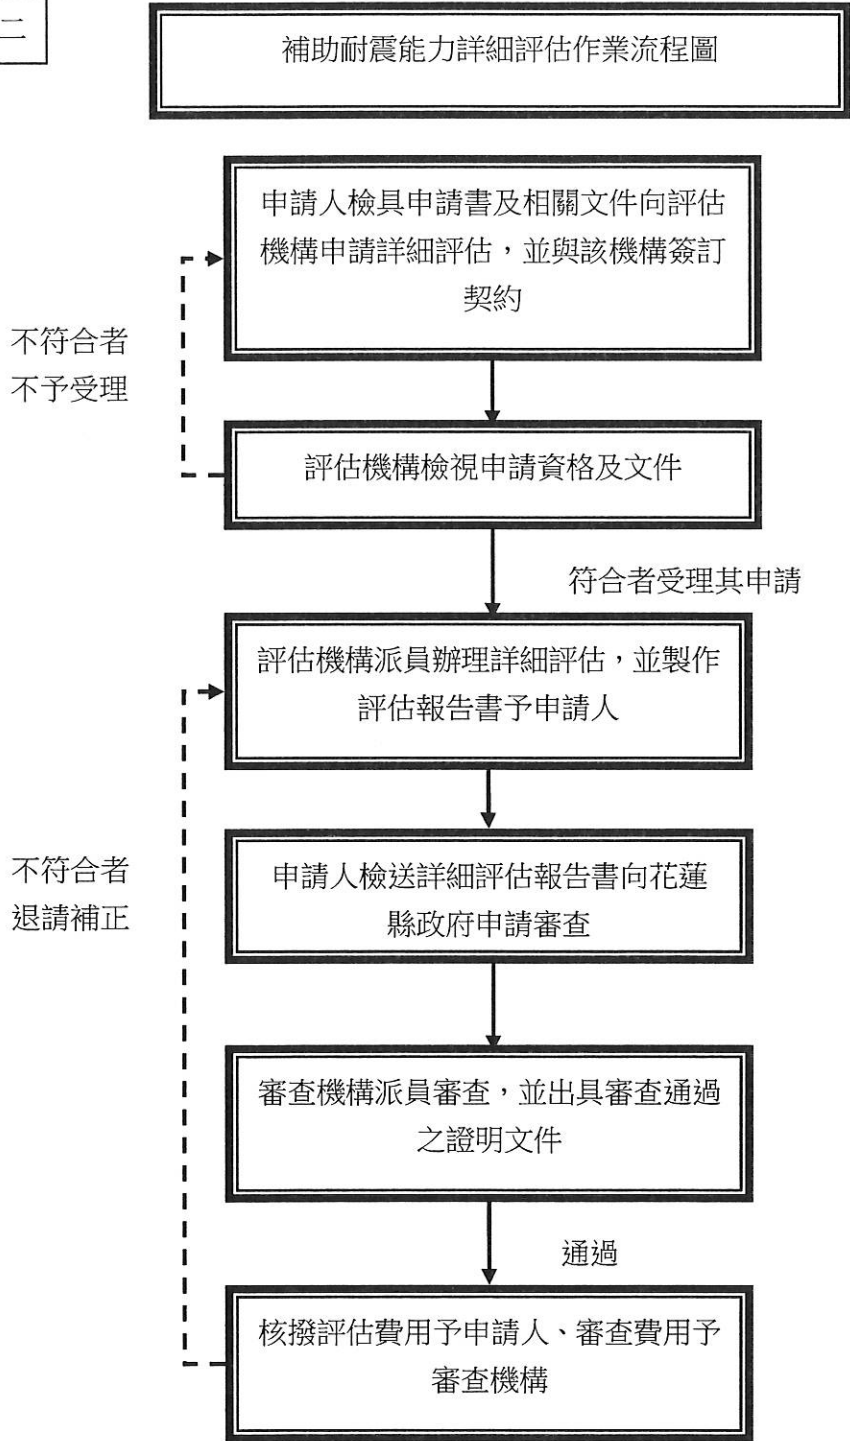 二
補助耐震能力詳細評估作業流程圖
申請人檢具申請書及相關文件向評估
機構申請詳細評估，並與該機構簽訂
契約
不符合者
不予受理
評估機構檢視申請資格及文件
符合者受理其申請
評估機構派員辦理詳細評估，並製作
評估報告書予申請人
不符合者
退請補正
申請人檢送詳細評估報告書向花蓮
縣政府申請審查
審查機構派員審查，並出具審查通過
之證明文件
通過
核撥評估費用予申請人、審查費用予
審查機構